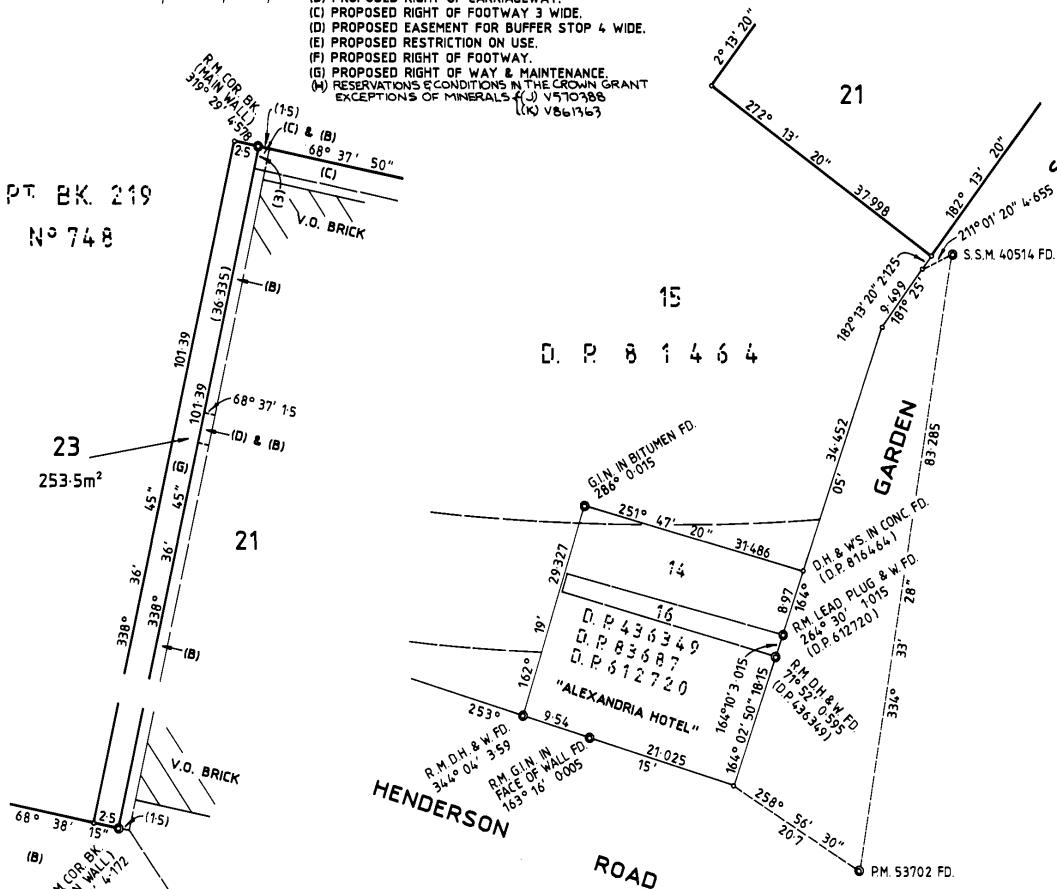 (B) PROPOSED RIGHT OF CARRIAGEWAY.
(C) PROPOSED RIGHT OF FOOTWAY 3 WIDE.
(D) PROPOSED EASEMENT FOR BUFFER STOP 4 WIDE.
(E) PROPOSED RESTRICTION ON USE.
(F) PROPOSED RIGHT OF FOOTWAY.
(G) PROPOSED RIGHT OF WAY & MAINTENANCE.
(H) RESERVATIONS & CONDITIONS IN THE CROWN GRANT
EXCEPTIONS OF MINERALS (J) V570388
(K) V861363
R.M. COR. BK.
(MAIN WALL)
319° 29' 4·578
(1·5)
(C) & (B)
2·5
68° 37' 50"
(C)
(3)
V.O. BRICK
PT. BK. 219
Nº 748
(B)
(36·335)
101·39
101·39
68° 37' 1·5
(D) & (B)
23
253·5m²
(G)
338° 36' 45"
338° 36' 45"
21
(B)
V.O. BRICK
2·5
(1·5)
68° 38' 15"
(B)
M. COR. BK.
N WALL)
' 4·172
2° 13' 20"
21
272° 13' 20"
37·998
182° 13' 20"
211° 01' 20" 4·655
S.S.M. 40514 FD.
182° 13' 20" 2·125
9·499
181° 25'
15
D. P. 8 1 4 6 4
34·452
05'
GARDEN
83·285
G.I.N. IN BITUMEN FD.
286° 0·015
251° 47' 20"
31·486
D.H. & W'S. IN CONC. FD.
(D.P. 816464)
14
29·327
8·97
164°
R.M. LEAD PLUG & W. FD.
264° 30' 1·015
(D.P. 612720)
16
D. P. 436349
D. P. 83687
D. P. 612720
"ALEXANDRIA HOTEL"
162° 19'
164° 10' 3·015
R.M. D.H & W. FD.
71° 52' 0·595
(D.P. 436349)
164° 02' 50" 18·15
334° 33' 28"
253°
9·54
21·025
15'
R.M. D.H. & W. FD.
344° 04' 3·59
R.M. G.I.N. IN
FACE OF WALL FD.
163° 16' 0·005
258° 56' 30"
20·7
P.M. 53702 FD.
HENDERSON
ROAD